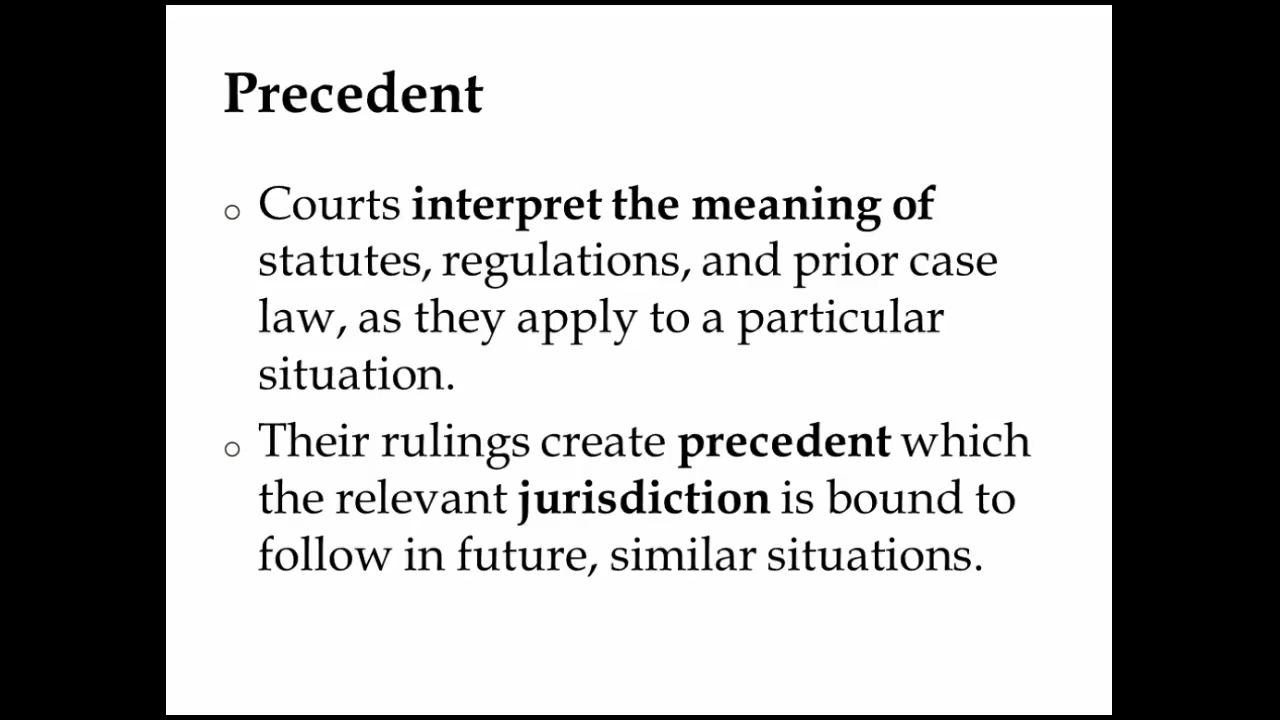 Precedent
○ Courts interpret the meaning of
statutes, regulations, and prior case
law, as they apply to a particular
situation.
○ Their rulings create precedent which
the relevant jurisdiction is bound to
follow in future, similar situations.